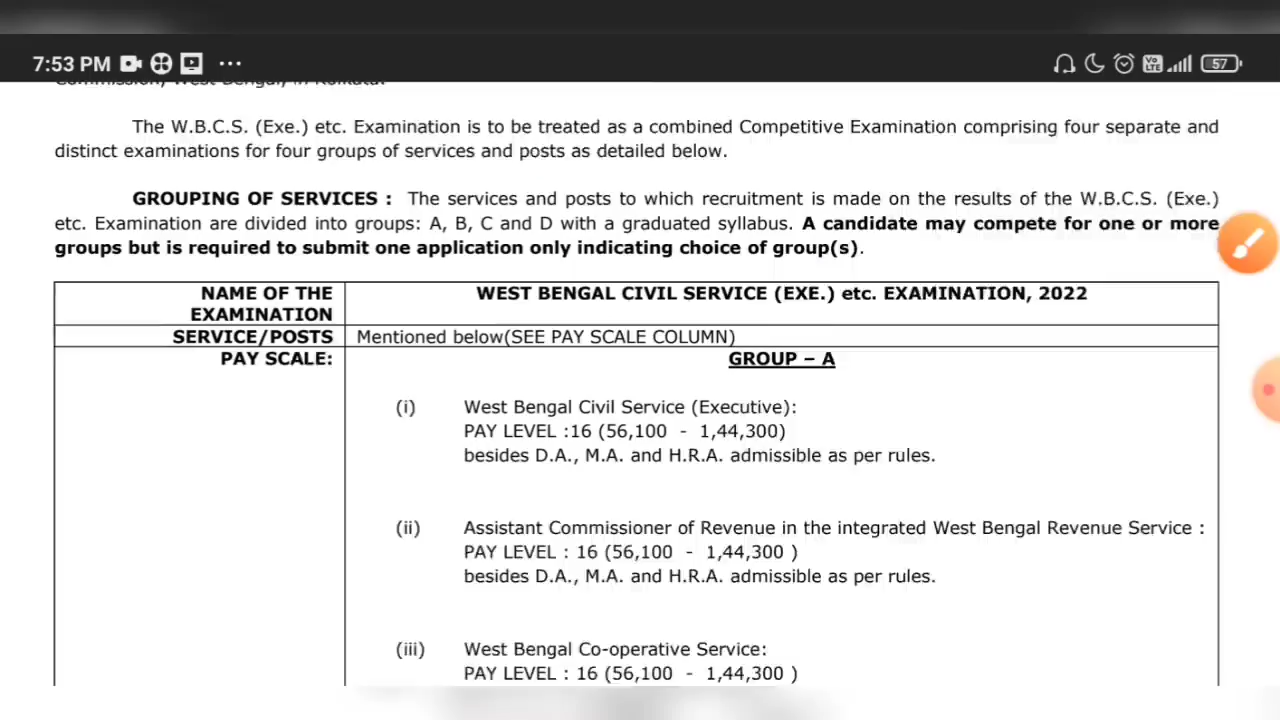 7:53 PM ... 57
Commission, West Bengal, in Kolkata.
The W.B.C.S. (Exe.) etc. Examination is to be treated as a combined Competitive Examination comprising four separate and
distinct examinations for four groups of services and posts as detailed below.
GROUPING OF SERVICES : The services and posts to which recruitment is made on the results of the W.B.C.S. (Exe.)
etc. Examination are divided into groups: A, B, C and D with a graduated syllabus. A candidate may compete for one or more
groups but is required to submit one application only indicating choice of group(s).
NAME OF THE
EXAMINATION
WEST BENGAL CIVIL SERVICE (EXE.) etc. EXAMINATION, 2022
SERVICE/POSTS
Mentioned below(SEE PAY SCALE COLUMN)
PAY SCALE:
GROUP – A
(i) West Bengal Civil Service (Executive):
PAY LEVEL :16 (56,100 - 1,44,300)
besides D.A., M.A. and H.R.A. admissible as per rules.
(ii) Assistant Commissioner of Revenue in the integrated West Bengal Revenue Service :
PAY LEVEL : 16 (56,100 - 1,44,300 )
besides D.A., M.A. and H.R.A. admissible as per rules.
(iii) West Bengal Co-operative Service:
PAY LEVEL : 16 (56,100 - 1,44,300 )